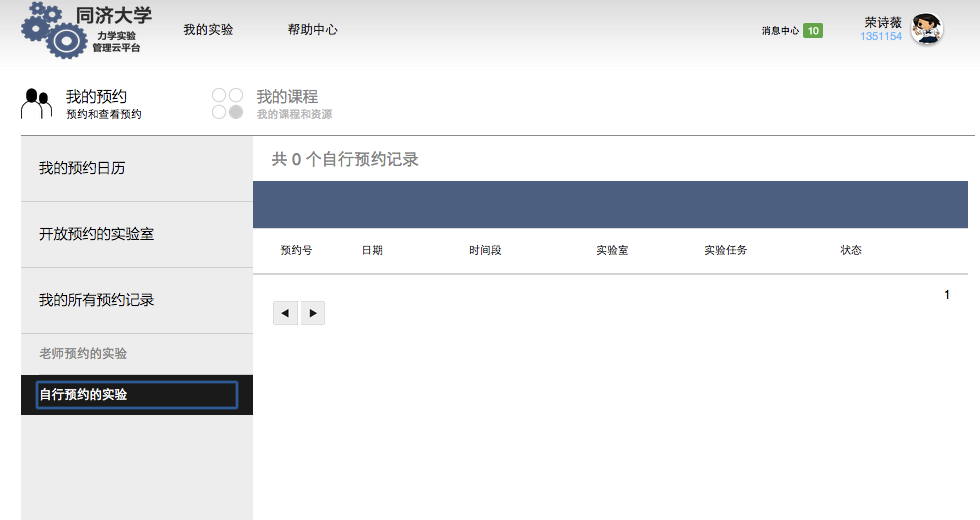 同济大学
力学实验
管理云平台
我的实验
帮助中心
消息中心 10
荣诗薇
1351154
我的预约
预约和查看预约
我的课程
我的课程和资源
我的预约日历
开放预约的实验室
我的所有预约记录
老师预约的实验
自行预约的实验
共 0 个自行预约记录
预约号 日期 时间段 实验室 实验任务 状态
1